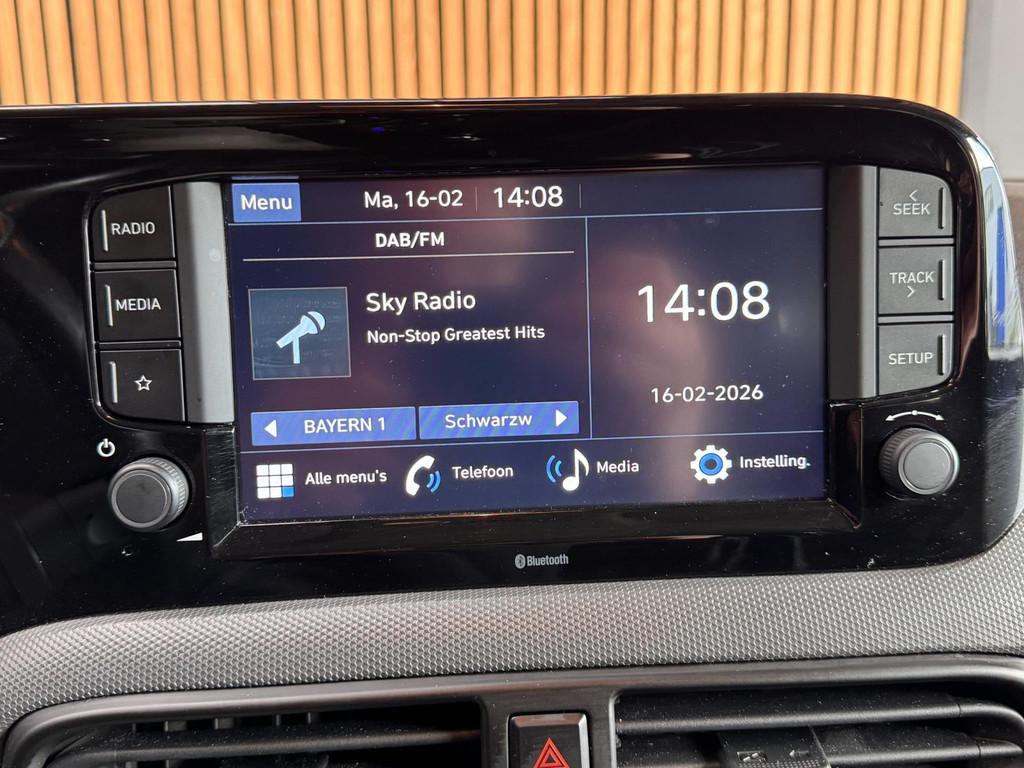 Menu
Ma, 16-02
14:08
DAB/FM
Sky Radio
Non-Stop Greatest Hits
BAYERN 1
Schwarzw
14:08
16-02-2026
Alle menu's
Telefoon
Media
Instelling.
RADIO
MEDIA
SEEK
TRACK
SETUP
Bluetooth